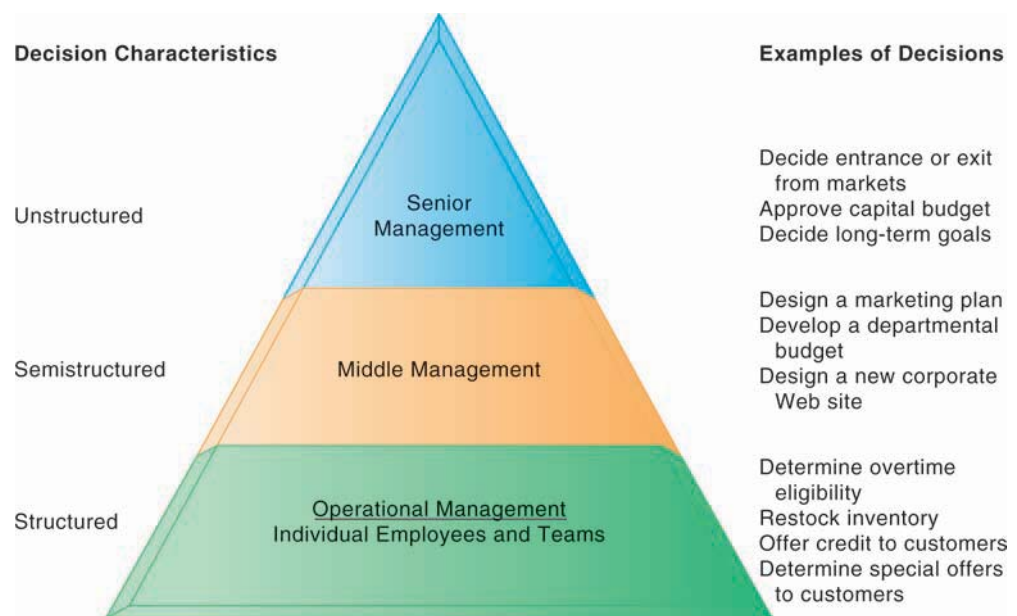 Decision Characteristics
Examples of Decisions
Unstructured
Senior
Management
Decide entrance or exit
from markets
Approve capital budget
Decide long-term goals
Semistructured
Middle Management
Design a marketing plan
Develop a departmental
budget
Design a new corporate
Web site
Structured
Operational Management
Individual Employees and Teams
Determine overtime
eligibility
Restock inventory
Offer credit to customers
Determine special offers
to customers